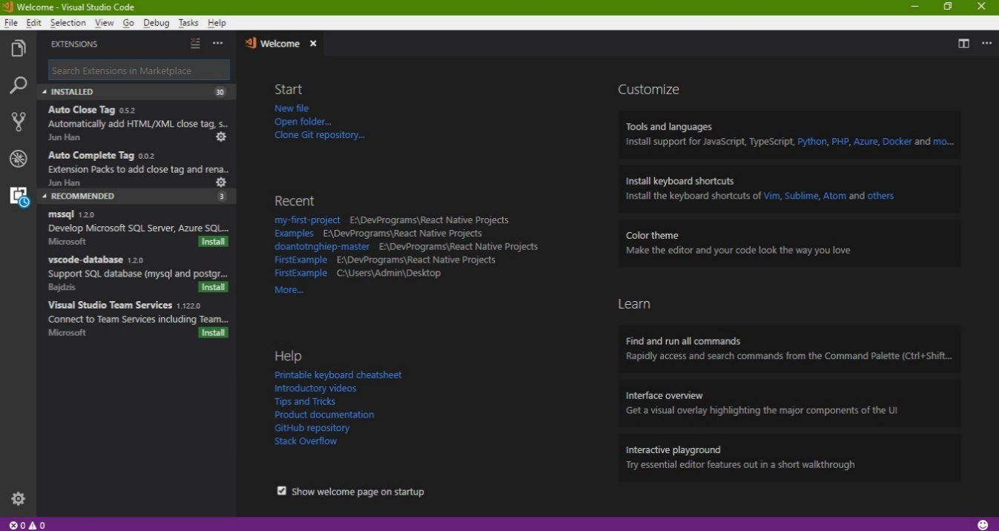 Welcome - Visual Studio Code
File Edit Selection View Go Debug Tasks Help
EXTENSIONS
Search Extensions in Marketplace
INSTALLED 30
Auto Close Tag 0.5.2
Automatically add HTML/XML close tag, s...
Jun Han
Auto Complete Tag 0.0.2
Extension Packs to add close tag and rena..
Jun Han
RECOMMENDED 3
mssql 1.2.0
Develop Microsoft SQL Server, Azure SQL...
Microsoft Install
vscode-database 1.2.0
Support SQL database (mysql and postgr...
Bajdzis Install
Visual Studio Team Services 1.122.0
Connect to Team Services including Team...
Microsoft Install
Welcome
Start
New file
Open folder...
Clone Git repository...
Recent
my-first-project E:\DevPrograms\React Native Projects
Examples E:\DevPrograms\React Native Projects
doantotnghiep-master E:\DevPrograms\React Native Projects
FirstExample E:\DevPrograms\React Native Projects
FirstExample C:\Users\Admin\Desktop
More...
Help
Printable keyboard cheatsheet
Introductory videos
Tips and Tricks
Product documentation
GitHub repository
Stack Overflow
Show welcome page on startup
Customize
Tools and languages
Install support for JavaScript, TypeScript, Python, PHP, Azure, Docker and mo...
Install keyboard shortcuts
Install the keyboard shortcuts of Vim, Sublime, Atom and others
Color theme
Make the editor and your code look the way you love
Learn
Find and run all commands
Rapidly access and search commands from the Command Palette (Ctrl+Shift...
Interface overview
Get a visual overlay highlighting the major components of the UI
Interactive playground
Try essential editor features out in a short walkthrough
0 0